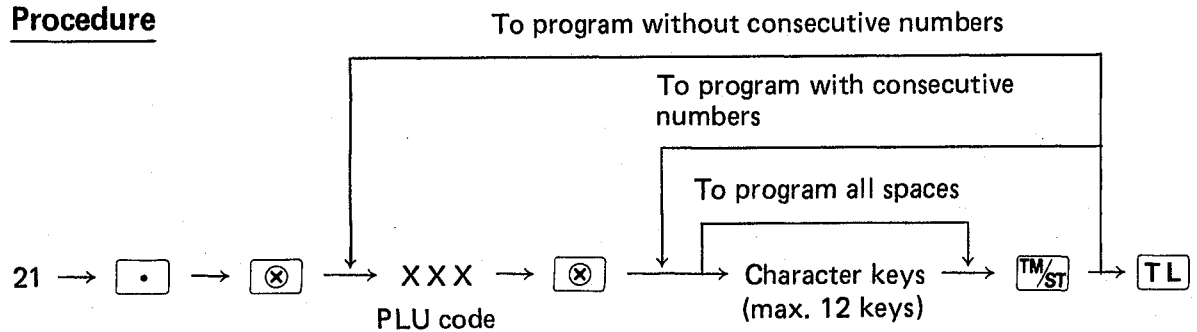 Procedure
To program without consecutive numbers
To program with consecutive
numbers
To program all spaces
21 → • → ⊗ → XXX → ⊗ → Character keys → TM/ST → TL
PLU code
(max. 12 keys)